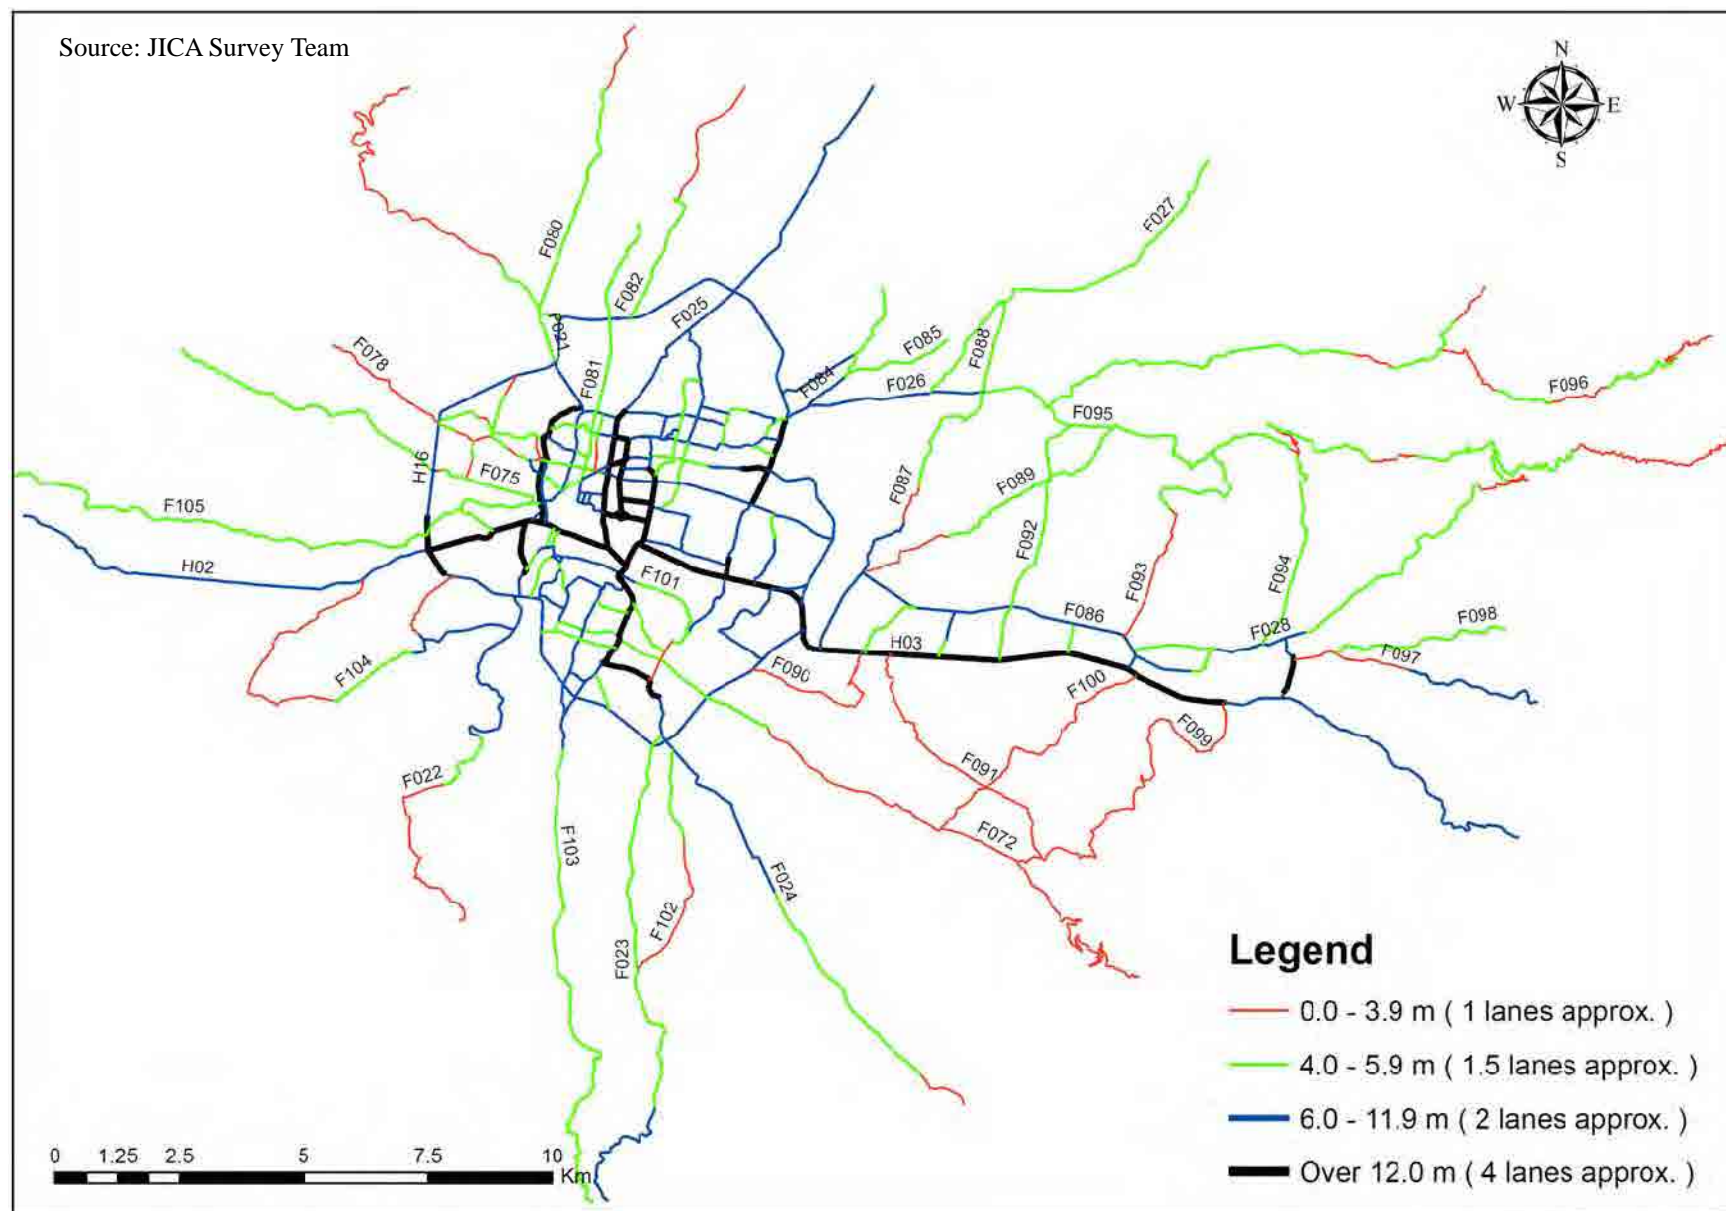 Source: JICA Survey Team
N
W E
S
F080
F027
F082
F025
F021
F078
F085
F088
F081
F084
F026
F096
F095
H16
F075
F087
F089
F105
F092
H02
F101
F093
F094
F086
F098
F028
H03
F097
F104
F090
F100
F099
F022
F091
F072
F103
F024
F102
F023
Legend
0.0 - 3.9 m ( 1 lanes approx. )
4.0 - 5.9 m ( 1.5 lanes approx. )
6.0 - 11.9 m ( 2 lanes approx. )
Over 12.0 m ( 4 lanes approx. )
0 1.25 2.5 5 7.5 10
Km